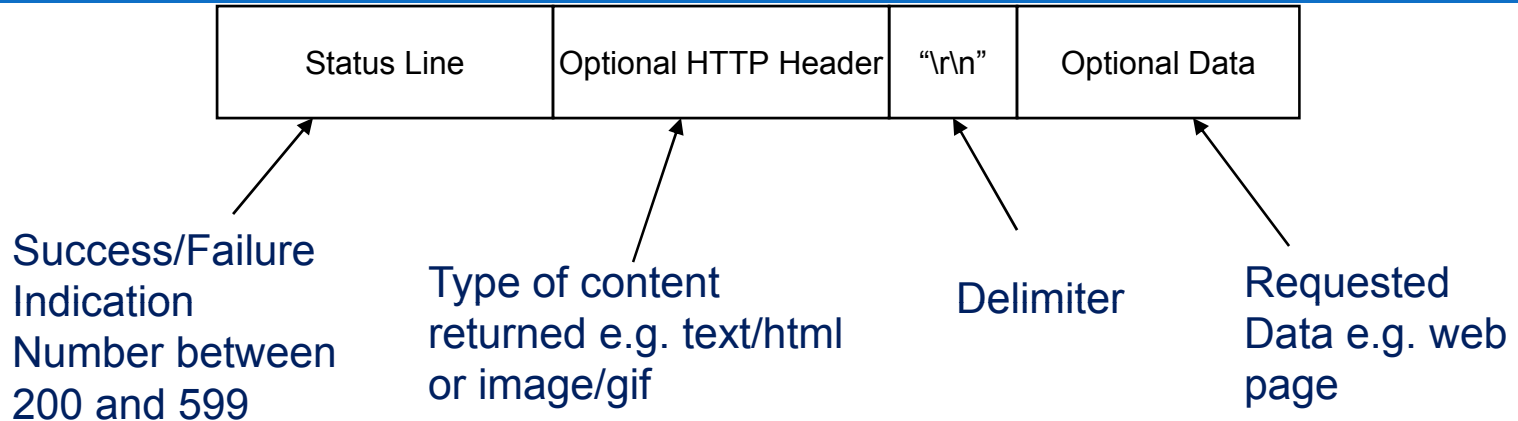 Status Line
Optional HTTP Header
“\r\n”
Optional Data
Success/Failure
Indication
Number between
200 and 599
Type of content
returned e.g. text/html
or image/gif
Delimiter
Requested
Data e.g. web
page